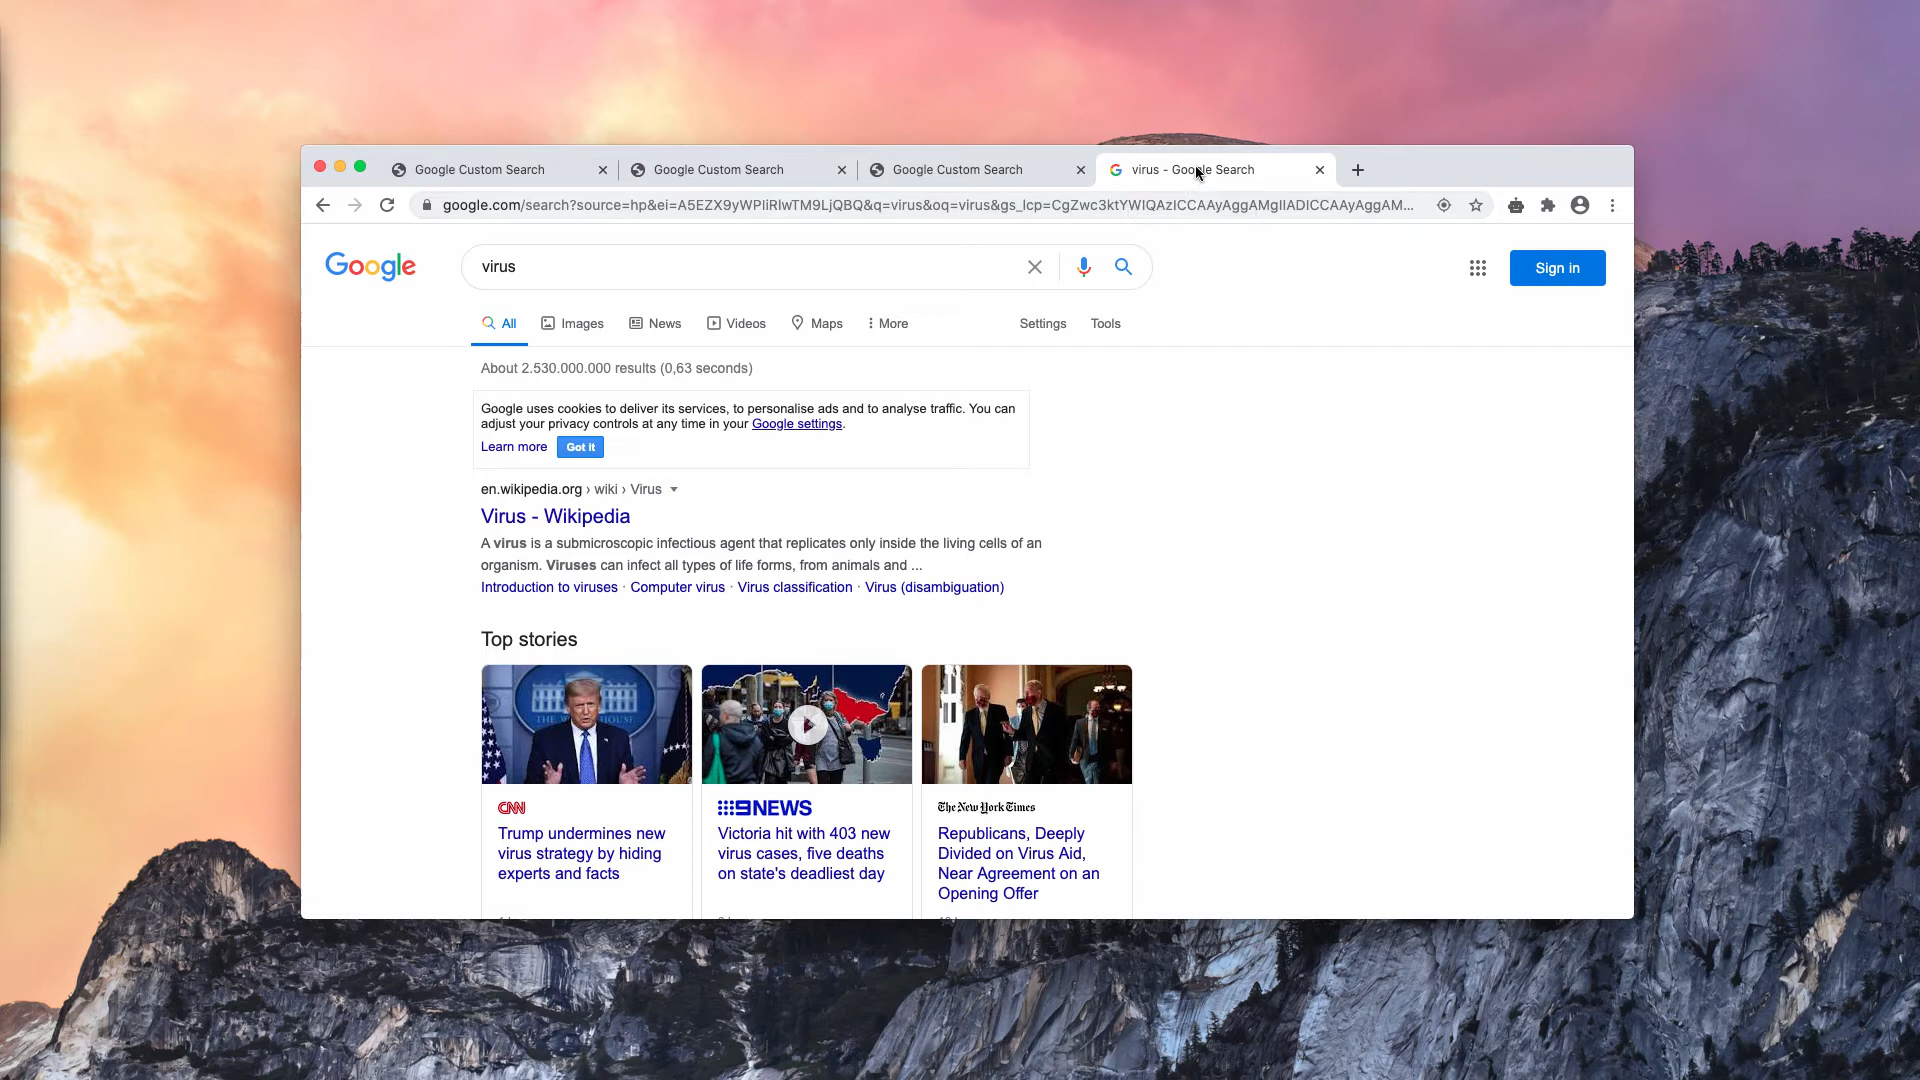 Google Custom Search
Google Custom Search
Google Custom Search
virus - Google Search
google.com/search?source=hp&ei=A5EZX9yWPIiRlwTM9LjQBQ&q=virus&oq=virus&gs_lcp=CgZwc3ktYWIQAzICCAAyAggAMgIIADICCAAyAggAM...
Google
virus
Sign in
All
Images
News
Videos
Maps
More
Settings
Tools
About 2.530.000.000 results (0,63 seconds)
Google uses cookies to deliver its services, to personalise ads and to analyse traffic. You can
adjust your privacy controls at any time in your Google settings.
Learn more
Got it
en.wikipedia.org › wiki › Virus
Virus - Wikipedia
A virus is a submicroscopic infectious agent that replicates only inside the living cells of an
organism. Viruses can infect all types of life forms, from animals and ...
Introduction to viruses · Computer virus · Virus classification · Virus (disambiguation)
Top stories
CNN
Trump undermines new
virus strategy by hiding
experts and facts
9NEWS
Victoria hit with 403 new
virus cases, five deaths
on state's deadliest day
The New York Times
Republicans, Deeply
Divided on Virus Aid,
Near Agreement on an
Opening Offer